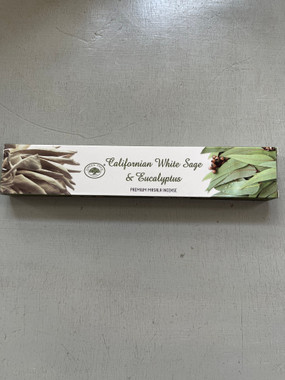 Californian White Sage
& Eucalyptus
PREMIUM MASALA INCENSE